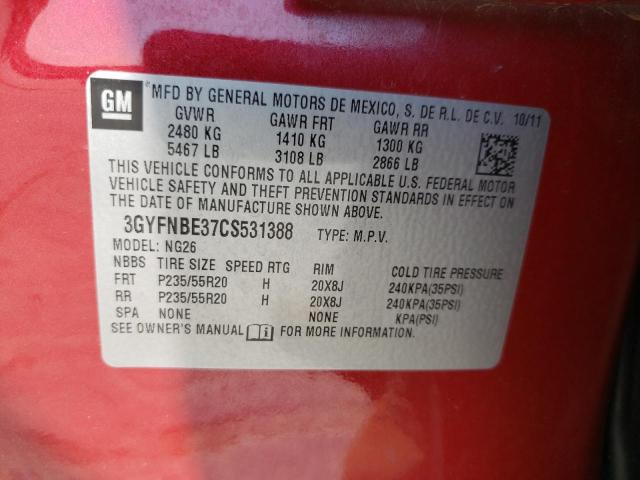 GM
*MFD BY GENERAL MOTORS DE MEXICO, S. DE R.L. DE C.V. 10/11
GVWR GAWR FRT GAWR RR
2480 KG 1410 KG 1300 KG
5467 LB 3108 LB 2866 LB
THIS VEHICLE CONFORMS TO ALL APPLICABLE U.S. FEDERAL MOTOR
VEHICLE SAFETY AND THEFT PREVENTION STANDARDS IN EFFECT ON
THE DATE OF MANUFACTURE SHOWN ABOVE.
3GYFNBE37CS531388 TYPE: M.P.V.
MODEL: NG26
NBBS TIRE SIZE SPEED RTG RIM COLD TIRE PRESSURE
FRT P235/55R20 H 20X8J 240KPA(35PSI)
RR P235/55R20 H 20X8J 240KPA(35PSI)
SPA NONE NONE KPA(PSI)
SEE OWNER'S MANUAL FOR MORE INFORMATION.